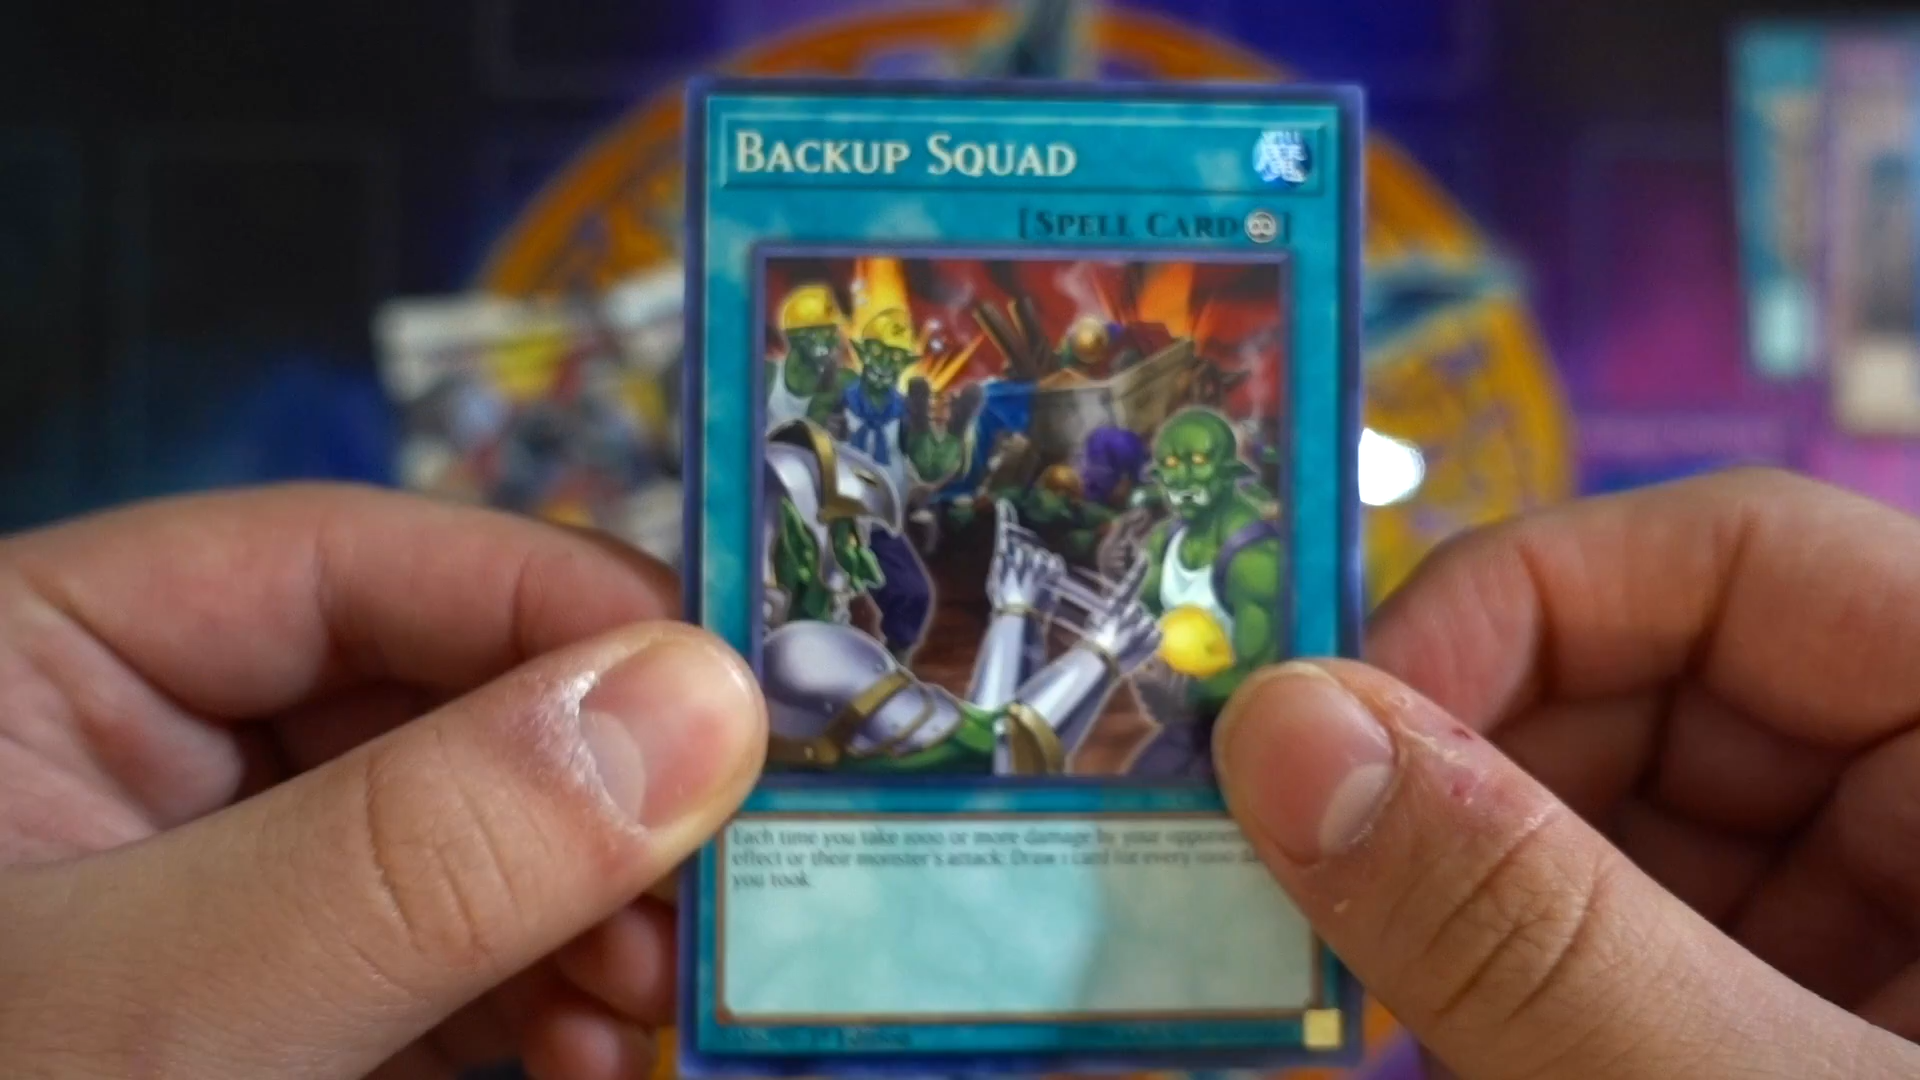 BACKUP SQUAD
[SPELL CARD]
Each time you take 1000 or more damage by your opponent
effect or their monster's attack: Draw 1 card for every 1000 da
you took.